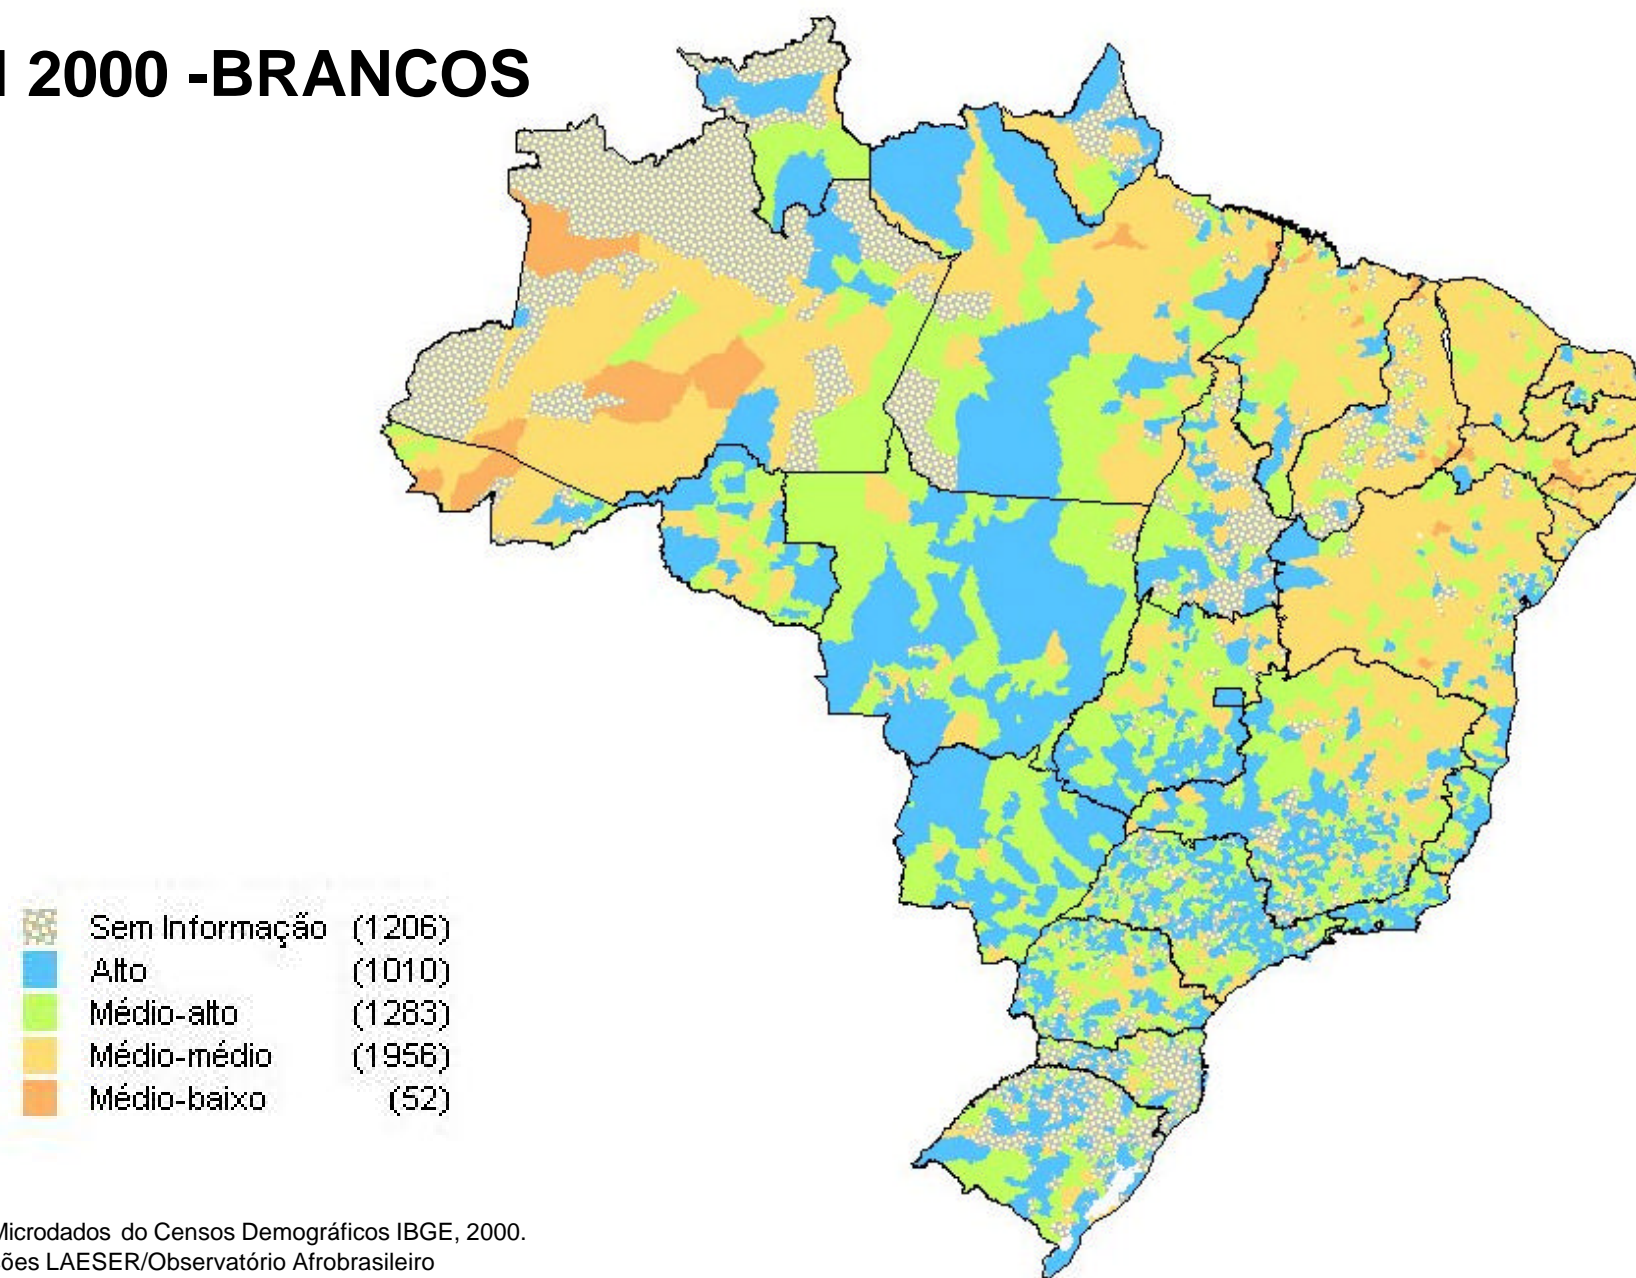 2000 -BRANCOS
Sem Informação (1206)
Alto (1010)
Médio-alto (1283)
Médio-médio (1956)
Médio-baixo (52)
Microdados do Censos Demográficos IBGE, 2000.
ões LAESER/Observatório Afrobrasileiro